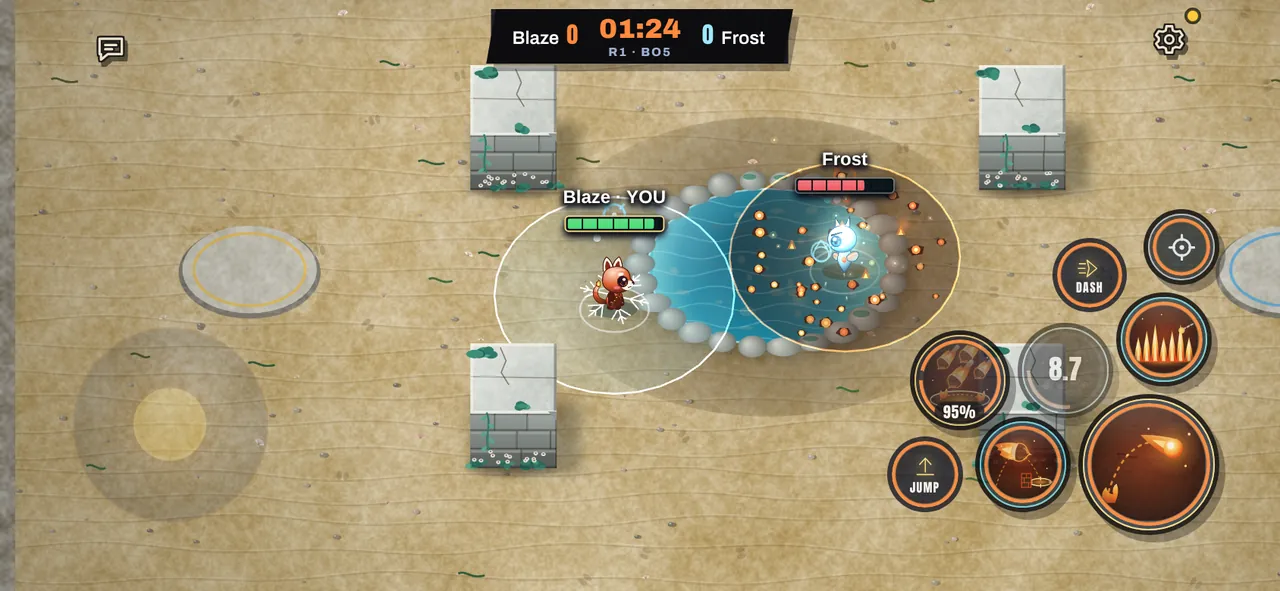 Blaze 0 01:24 0 Frost
R1 · BO5
Frost
Blaze · YOU
DASH
8.7
95%
JUMP